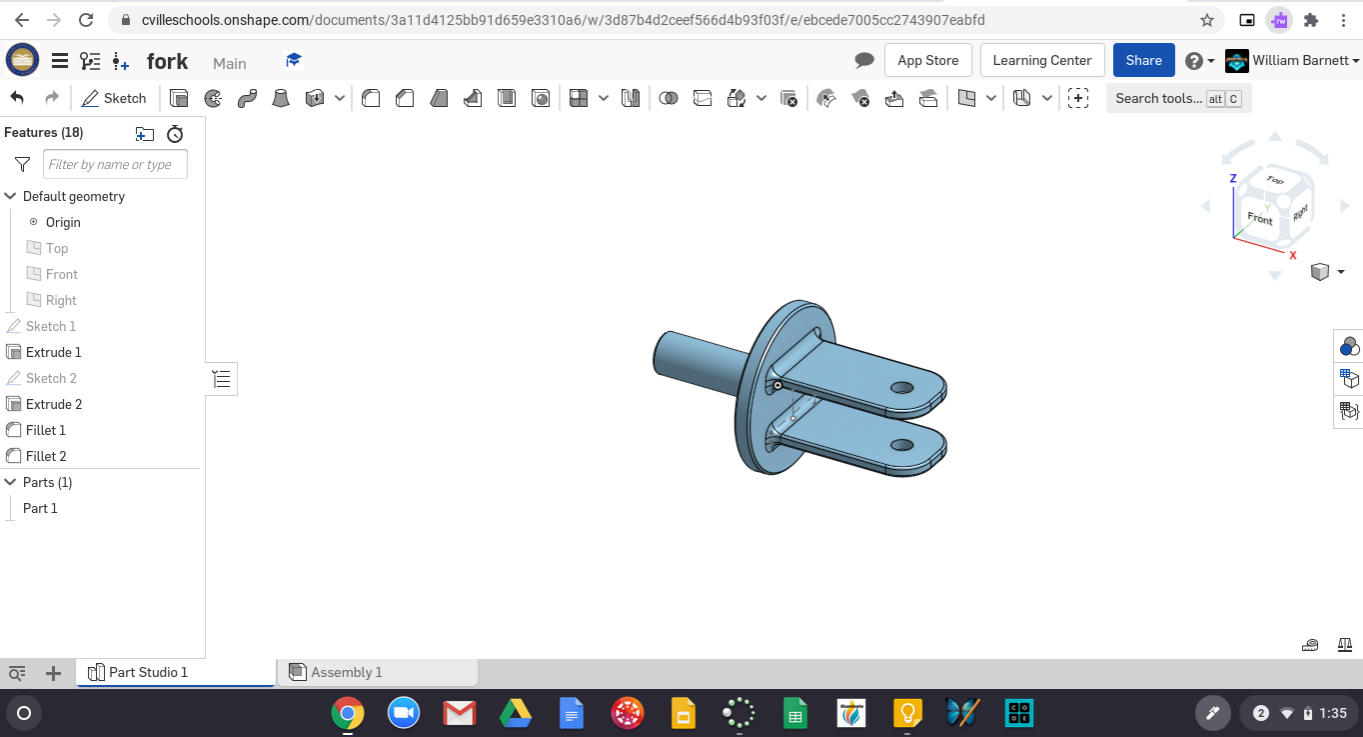 cvilleschools.onshape.com/documents/3a11d4125bb91d659e3310a6/w/3d87b4d2ceef566d4b93f03f/e/ebcede7005cc2743907eabfd
fork Main
App Store
Learning Center
Share
William Barnett
Sketch
Search tools... alt C
Features (18)
Filter by name or type
Default geometry
Origin
Top
Front
Right
Sketch 1
Extrude 1
Sketch 2
Extrude 2
Fillet 1
Fillet 2
Parts (1)
Part 1
Z
Top
Y
Front
Right
X
Part Studio 1
Assembly 1
2
1:35